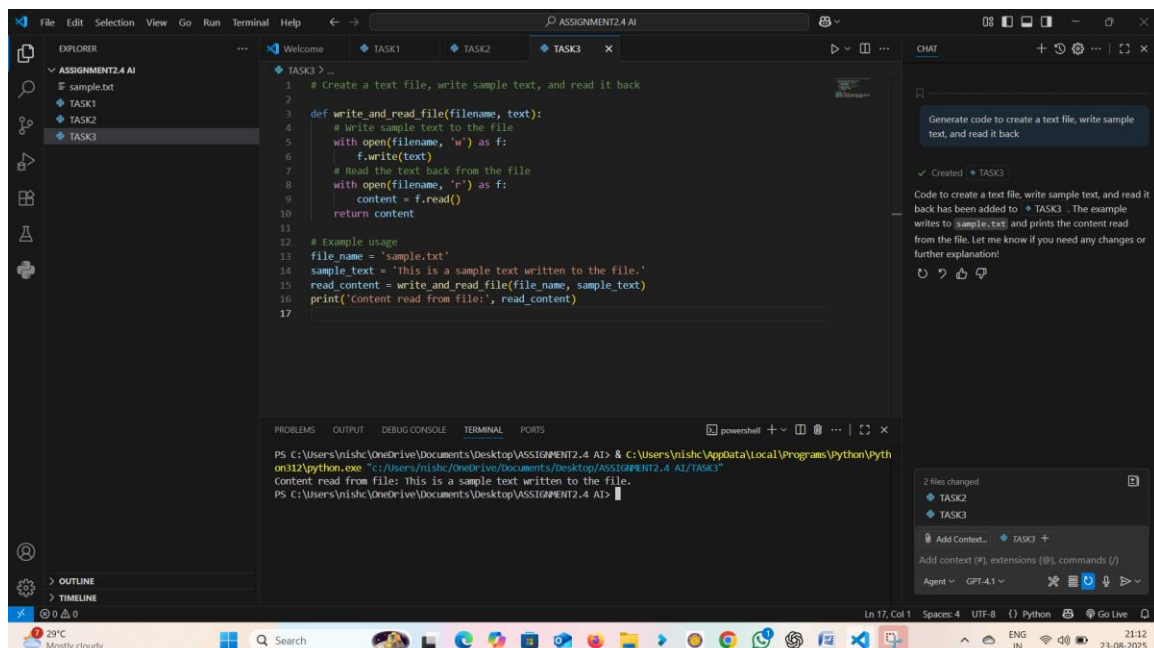 File Edit Selection View Go Run Terminal Help ← → ASSIGNMENT2.4 AI
EXPLORER ...
ASSIGNMENT2.4 AI
sample.txt
TASK1
TASK2
TASK3
Welcome TASK1 TASK2 TASK3 ×
TASK3 > ...
1 # Create a text file, write sample text, and read it back
2
3 def write_and_read_file(filename, text):
4 # Write sample text to the file
5 with open(filename, 'w') as f:
6 f.write(text)
7 # Read the text back from the file
8 with open(filename, 'r') as f:
9 content = f.read()
10 return content
11
12 # Example usage
13 file_name = 'sample.txt'
14 sample_text = 'This is a sample text written to the file.'
15 read_content = write_and_read_file(file_name, sample_text)
16 print('Content read from file:', read_content)
17
PROBLEMS OUTPUT DEBUG CONSOLE TERMINAL PORTS powershell
PS C:\Users\nishc\OneDrive\Documents\Desktop\ASSIGNMENT2.4 AI> & C:\Users\nishc\AppData\Local\Programs\Python\Pyth
on312\python.exe "c:/Users/nishc/OneDrive/Documents/Desktop/ASSIGNMENT2.4 AI/TASK3"
Content read from file: This is a sample text written to the file.
PS C:\Users\nishc\OneDrive\Documents\Desktop\ASSIGNMENT2.4 AI>
CHAT
Generate code to create a text file, write sample
text, and read it back
✓ Created TASK3
Code to create a text file, write sample text, and read it
back has been added to TASK3 . The example
writes to sample.txt and prints the content read
from the file. Let me know if you need any changes or
further explanation!
2 files changed
TASK2
TASK3
Add Context... TASK3 +
Add context (#), extensions (@), commands (/)
Agent GPT-4.1
> OUTLINE
> TIMELINE
0 0 Ln 17, Col 1 Spaces: 4 UTF-8 {} Python Go Live
29°C
Mostly cloudy
Search
ENG
IN
21:12
23-08-2025